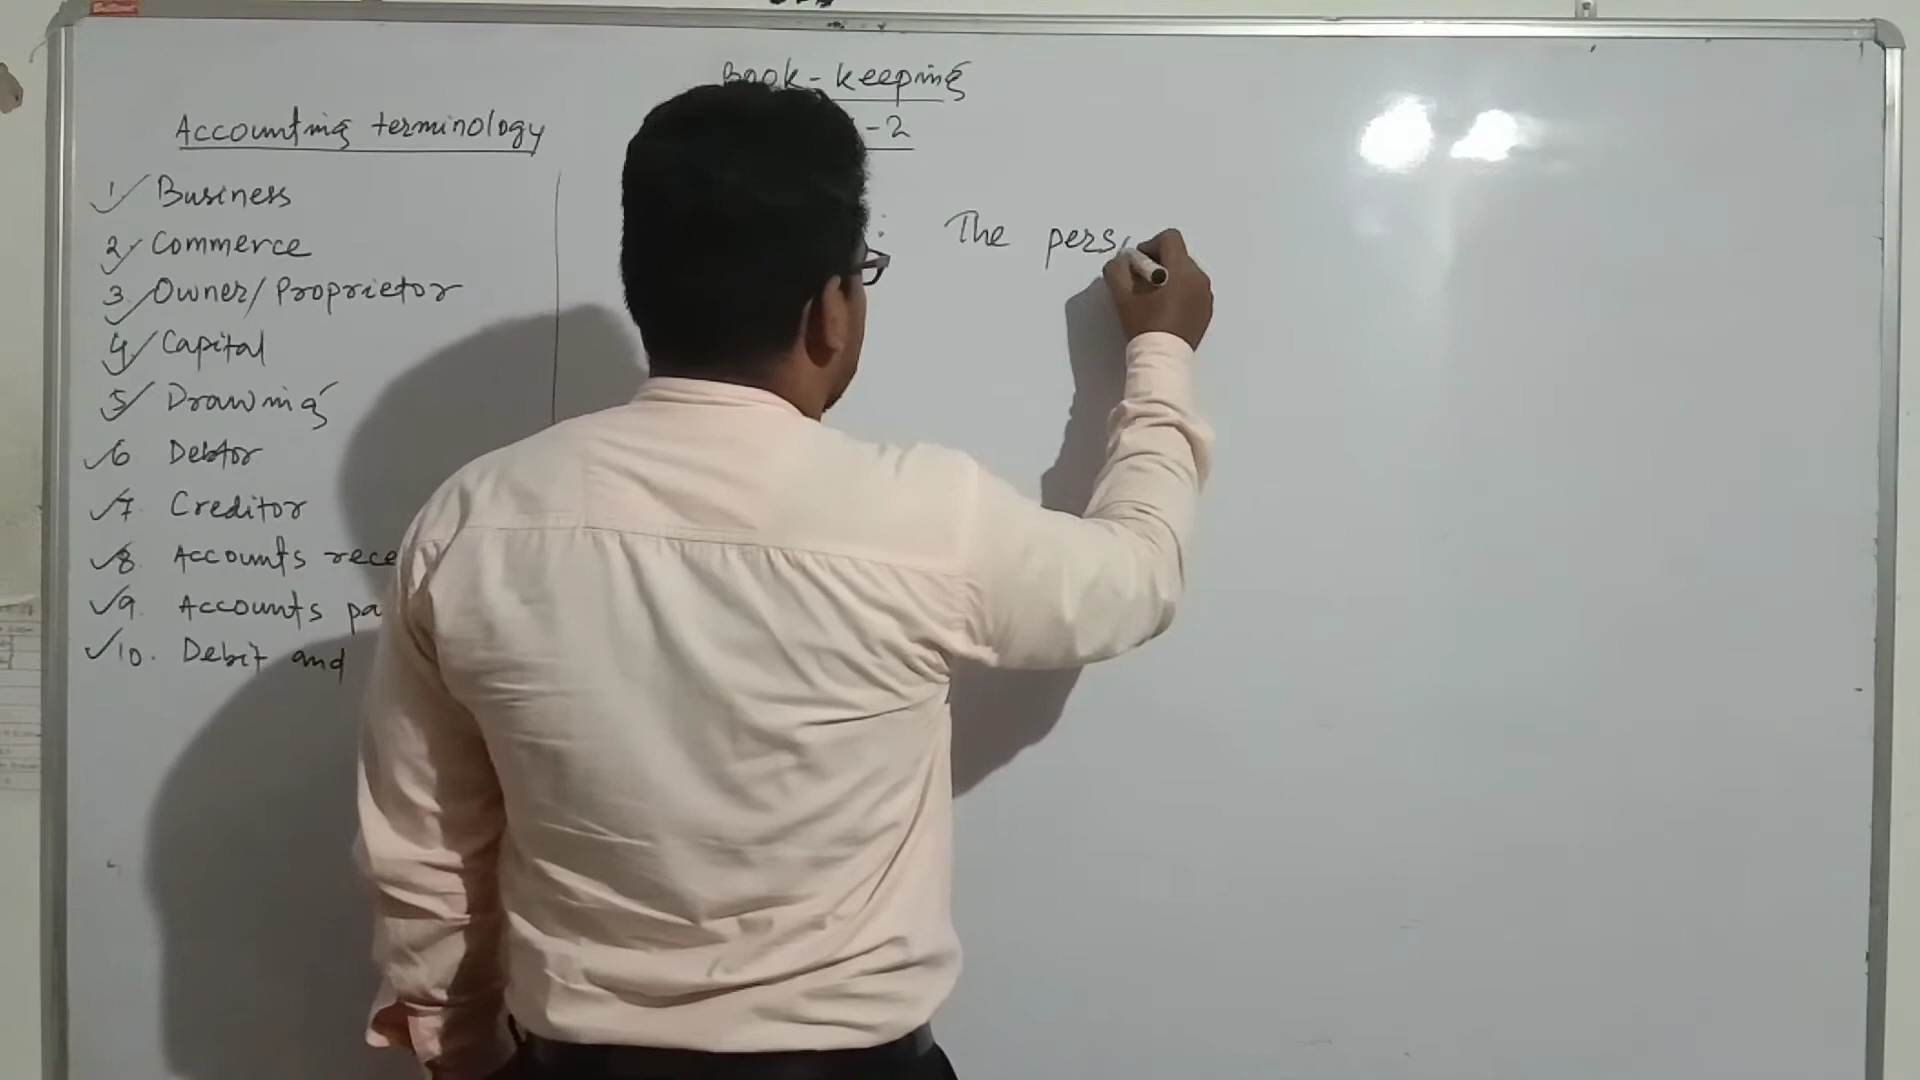 Book-keeping
-2
Accounting terminology
1 Business
2 Commerce
3. Owner/Proprietor
4 Capital
5 Drawing
6 Debtor
7. Creditor
8. Accounts rece
9. Accounts pa
10. Debit and
: The pers